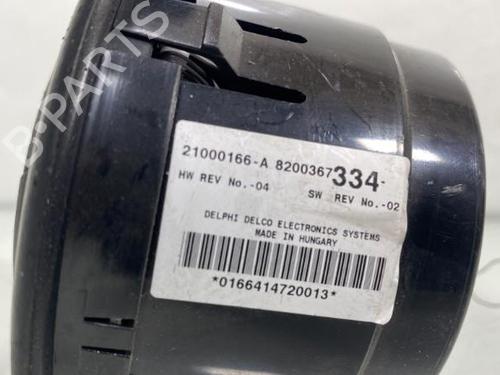 B-PARTS
21000166-A 8200367334-
HW REV No.-04 SW REV No.-02
DELPHI DELCO ELECTRONICS SYSTEMS
MADE IN HUNGARY
*0166414720013*